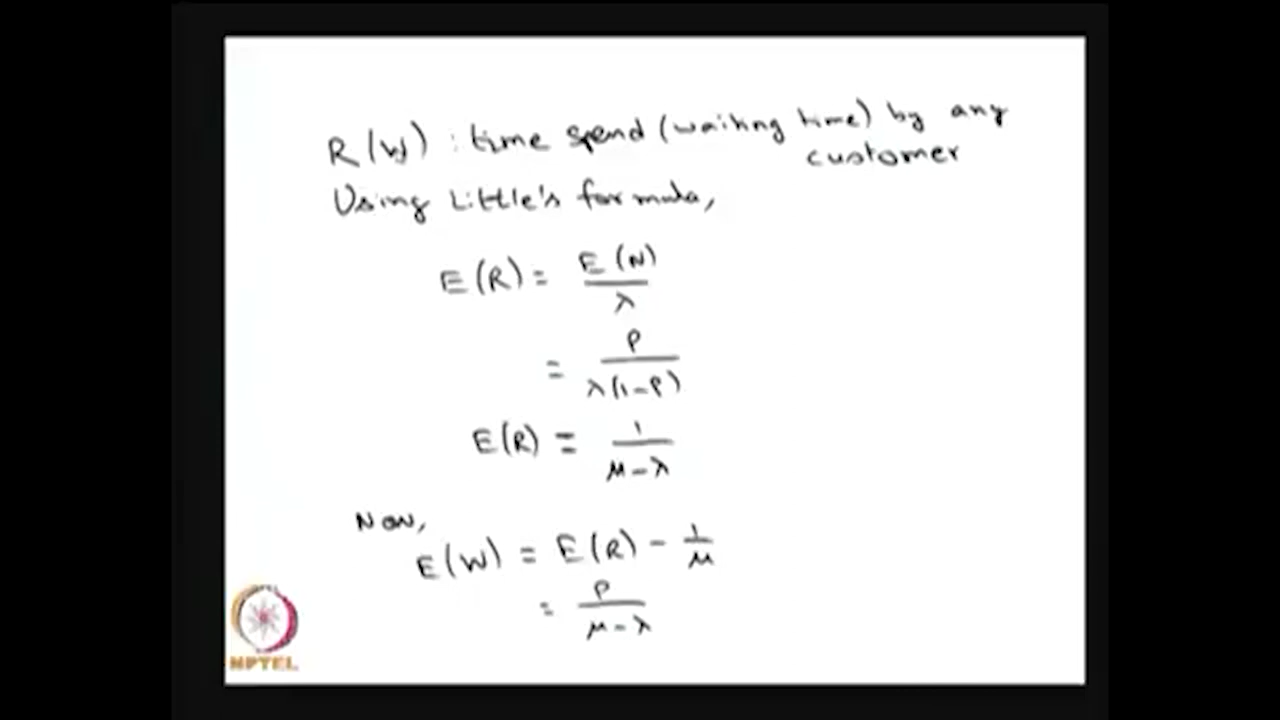 R(W) : time spend (waiting time) by any
customer
Using Little's formula,
E(R) = E(N) / λ
= ρ / λ(1-ρ)
E(R) = 1 / μ-λ
Now,
E(W) = E(R) - 1/μ
= ρ / μ-λ
NPTEL